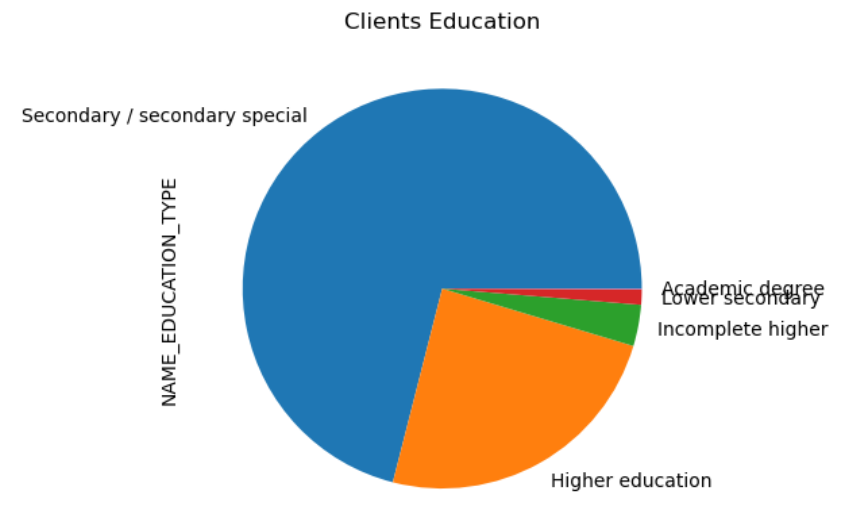 Clients Education
Secondary / secondary special
NAME_EDUCATION_TYPE
Academic degree
Lower secondary
Incomplete higher
Higher education